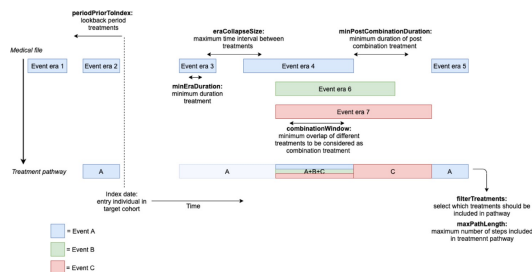 periodPriorToIndex:
lookback period
treatments
eraCollapseSize:
maximum time interval between
treatments
minPostCombinationDuration:
minimum duration of post
combination treatment
Medical file
Event era 1
Event era 2
Event era 3
Event era 4
Event era 5
minEraDuration:
minimum duration
treatment
Event era 6
Event era 7
combinationWindow:
minimum overlap of different
treatments to be considered as
combination treatment
Treatment pathway
A
A
A+B+C
C
A
Index date:
entry individual in
target cohort
Time
filterTreatments:
select which treatments should be
included in pathway
maxPathLength:
maximum number of steps included
in treatmennt pathway
= Event A
= Event B
= Event C